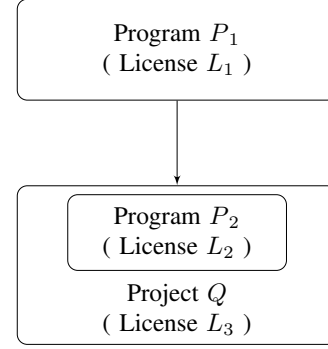 Program P₁
( License L₁ )
Program P₂
( License L₂ )
Project Q
( License L₃ )